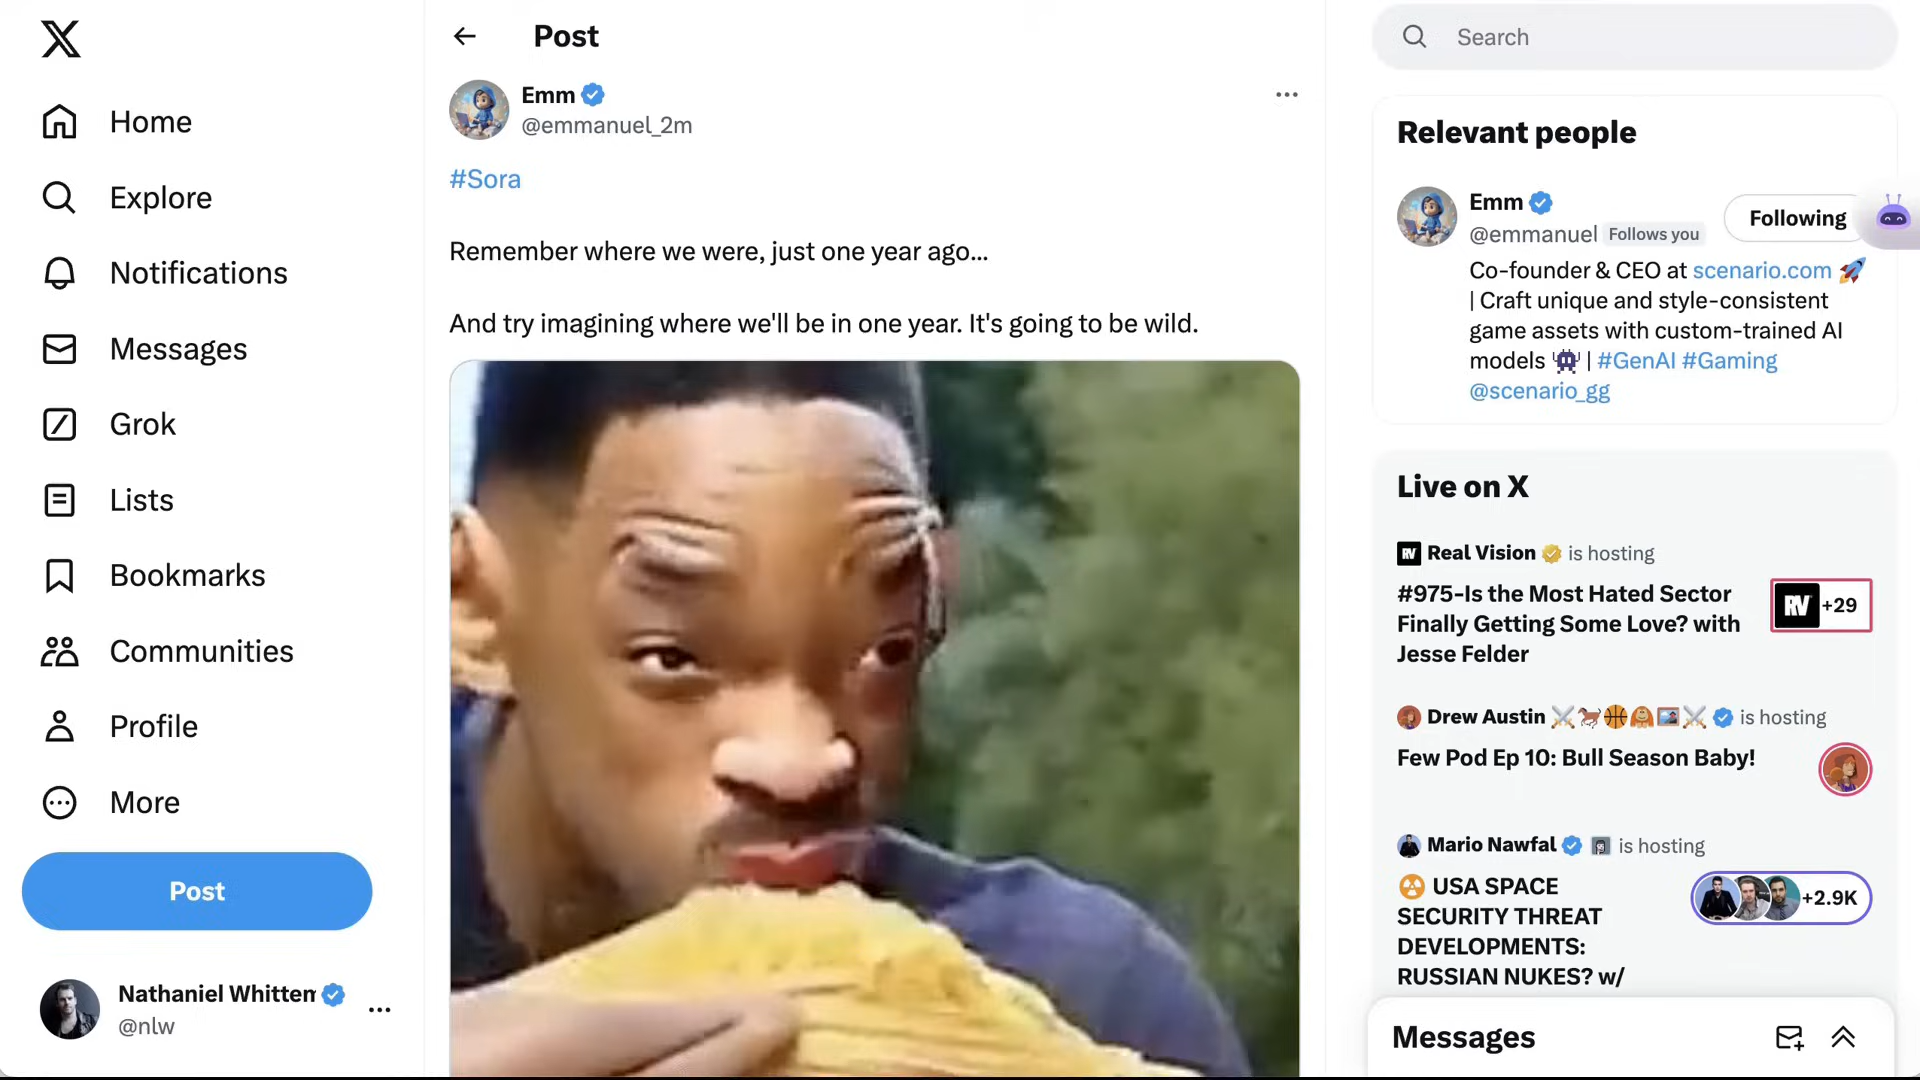 Home
Explore
Notifications
Messages
Grok
Lists
Bookmarks
Communities
Profile
More
Post
Nathaniel Whittem
@nlw
Post
Emm
@emmanuel_2m
#Sora
Remember where we were, just one year ago...
And try imagining where we'll be in one year. It's going to be wild.
Search
Relevant people
Emm
@emmanuel Follows you
Following
Co-founder & CEO at scenario.com 🚀
| Craft unique and style-consistent
game assets with custom-trained AI
models 👾 | #GenAI #Gaming
@scenario_gg
Live on X
RV Real Vision is hosting
#975-Is the Most Hated Sector
Finally Getting Some Love? with
Jesse Felder
RV +29
Drew Austin ⚔️🐎🏀🦧🖼️⚔️ is hosting
Few Pod Ep 10: Bull Season Baby!
Mario Nawfal is hosting
☢️ USA SPACE
SECURITY THREAT
DEVELOPMENTS:
RUSSIAN NUKES? w/
+2.9K
Messages